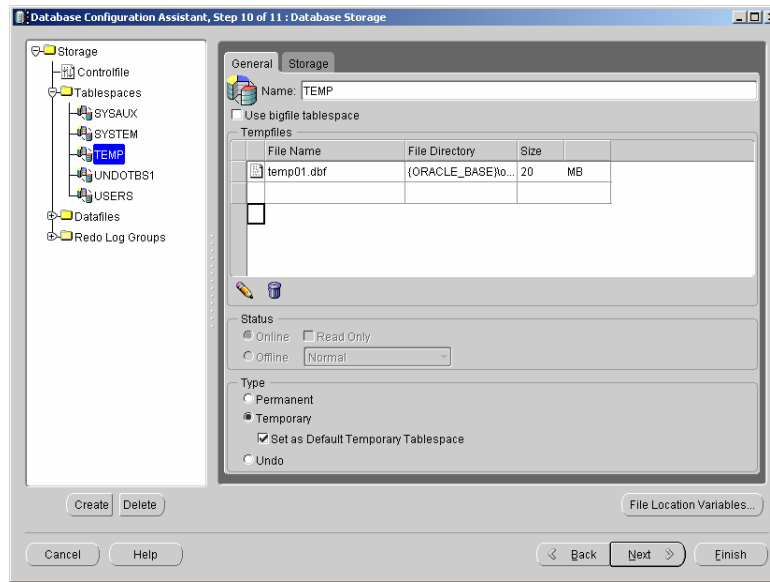 Database Configuration Assistant, Step 10 of 11 : Database Storage
Storage
Controlfile
Tablespaces
SYSAUX
SYSTEM
TEMP
UNDOTBS1
USERS
Datafiles
Redo Log Groups
Create Delete
General Storage
Name: TEMP
Use bigfile tablespace
Tempfiles
File Name File Directory Size
temp01.dbf {ORACLE_BASE}\o... 20 MB
Status
Online Read Only
Offline Normal
Type
Permanent
Temporary
Set as Default Temporary Tablespace
Undo
File Location Variables...
Cancel Help Back Next Finish